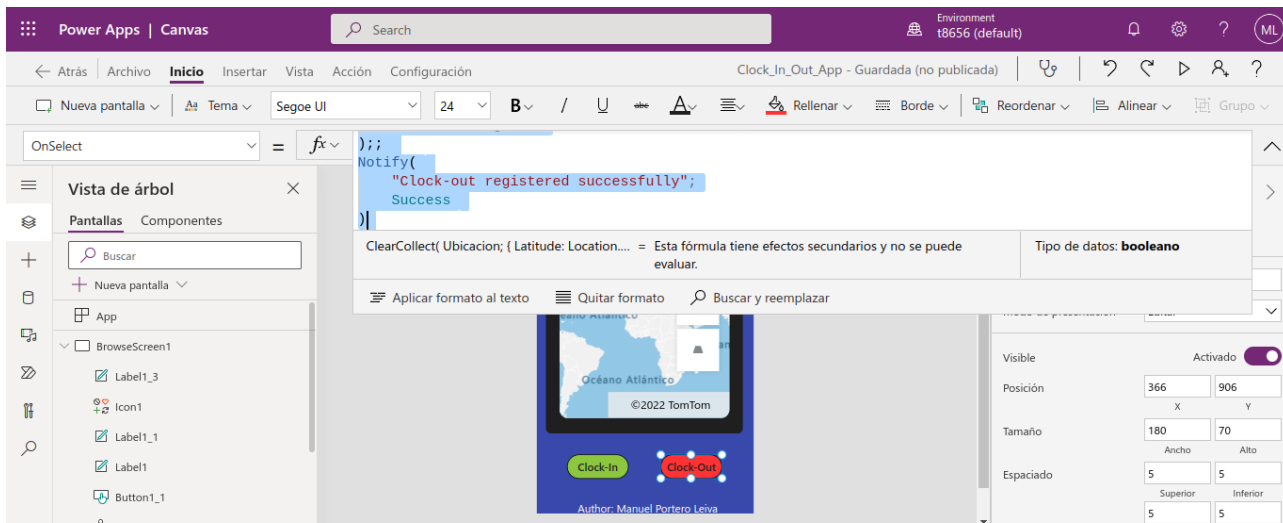 Power Apps | Canvas
Search
Environment
t8656 (default)
ML
Atrás Archivo Inicio Insertar Vista Acción Configuración
Clock_In_Out_App - Guardada (no publicada)
Nueva pantalla Tema Segoe UI 24 B / U abc A Rellenar Borde Reordenar Alinear Grupo
OnSelect = fx
);;
Notify(
"Clock-out registered successfully";
Success
)
ClearCollect( Ubicacion; { Latitude: Location.... = Esta fórmula tiene efectos secundarios y no se puede
evaluar.
Tipo de datos: booleano
Aplicar formato al texto Quitar formato Buscar y reemplazar
Vista de árbol
Pantallas Componentes
Buscar
Nueva pantalla
App
BrowseScreen1
Label1_3
Icon1
Label1_1
Label1
Button1_1
Océano Atlántico
©2022 TomTom
Clock-In Clock-Out
Author: Manuel Portero Leiva
Visible Activado
Posición 366 906
X Y
Tamaño 180 70
Ancho Alto
Espaciado 5 5
Superior Inferior
5 5